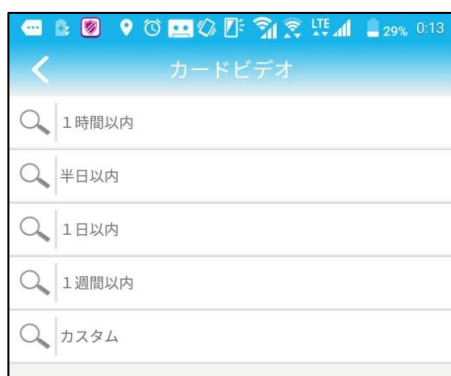 LTE 29% 0:13
カードビデオ
１時間以内
半日以内
１日以内
１週間以内
カスタム